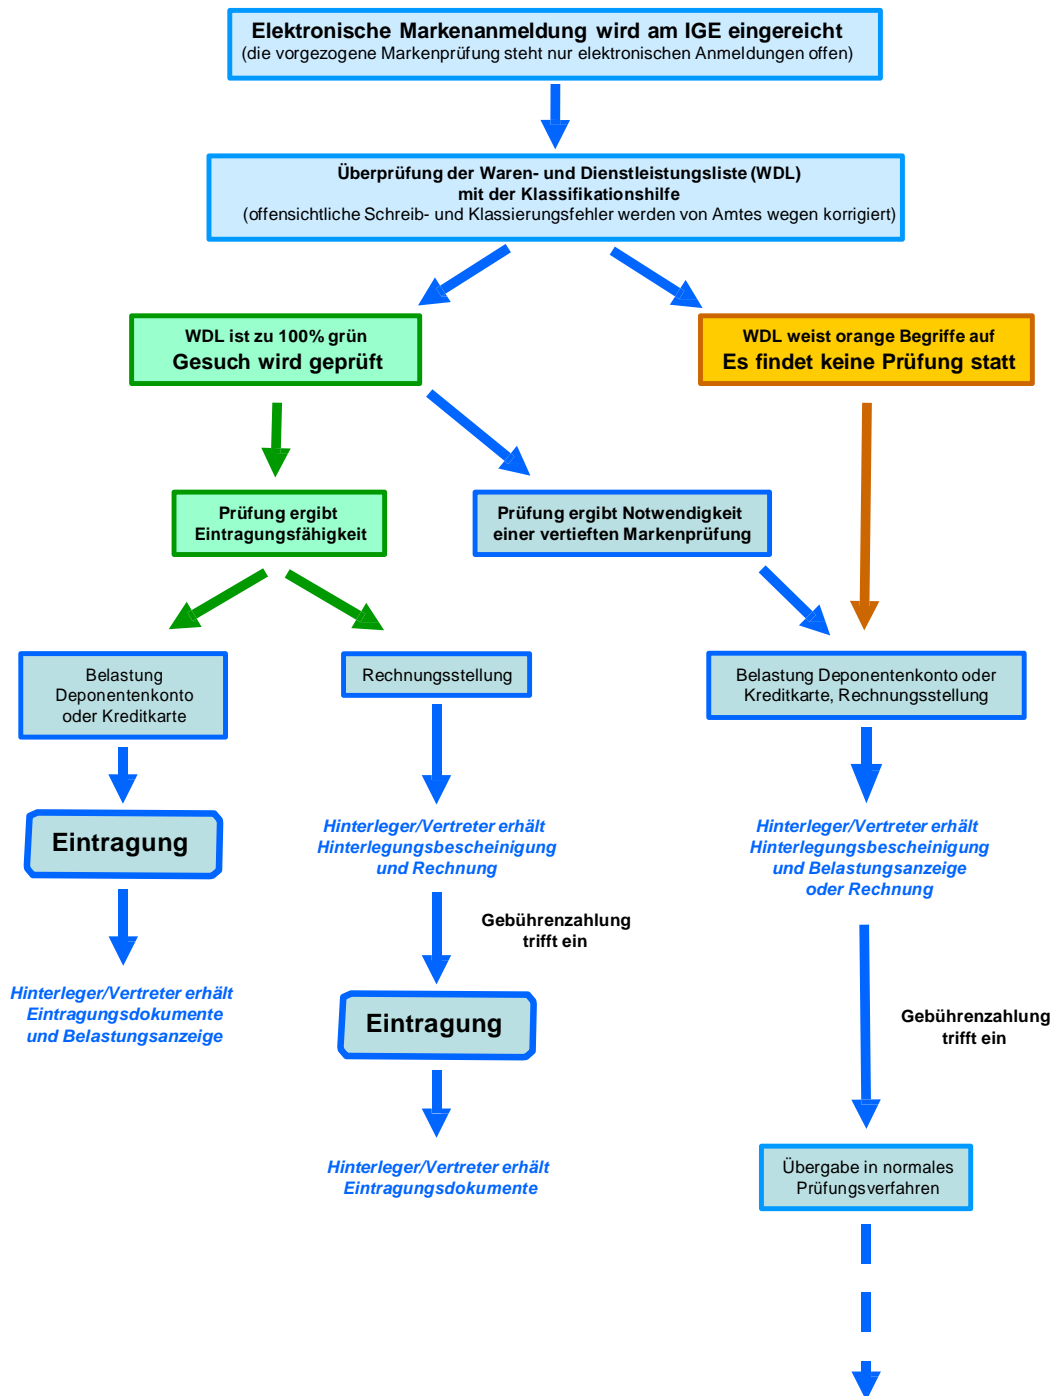 Elektronische Markenanmeldung wird am IGE eingereicht
(die vorgezogene Markenprüfung steht nur elektronischen Anmeldungen offen)
Überprüfung der Waren- und Dienstleistungsliste (WDL)
mit der Klassifikationshilfe
(offensichtliche Schreib- und Klassierungsfehler werden von Amtes wegen korrigiert)
WDL ist zu 100% grün
Gesuch wird geprüft
WDL weist orange Begriffe auf
Es findet keine Prüfung statt
Prüfung ergibt
Eintragungsfähigkeit
Prüfung ergibt Notwendigkeit
einer vertieften Markenprüfung
Belastung
Deponentenkonto
oder Kreditkarte
Rechnungsstellung
Belastung Deponentenkonto oder
Kreditkarte, Rechnungsstellung
Eintragung
Hinterleger/Vertreter erhält
Hinterlegungsbescheinigung
und Rechnung
Hinterleger/Vertreter erhält
Hinterlegungsbescheinigung
und Belastungsanzeige
oder Rechnung
Gebührenzahlung
trifft ein
Hinterleger/Vertreter erhält
Eintragungsdokumente
und Belastungsanzeige
Eintragung
Gebührenzahlung
trifft ein
Hinterleger/Vertreter erhält
Eintragungsdokumente
Übergabe in normales
Prüfungsverfahren